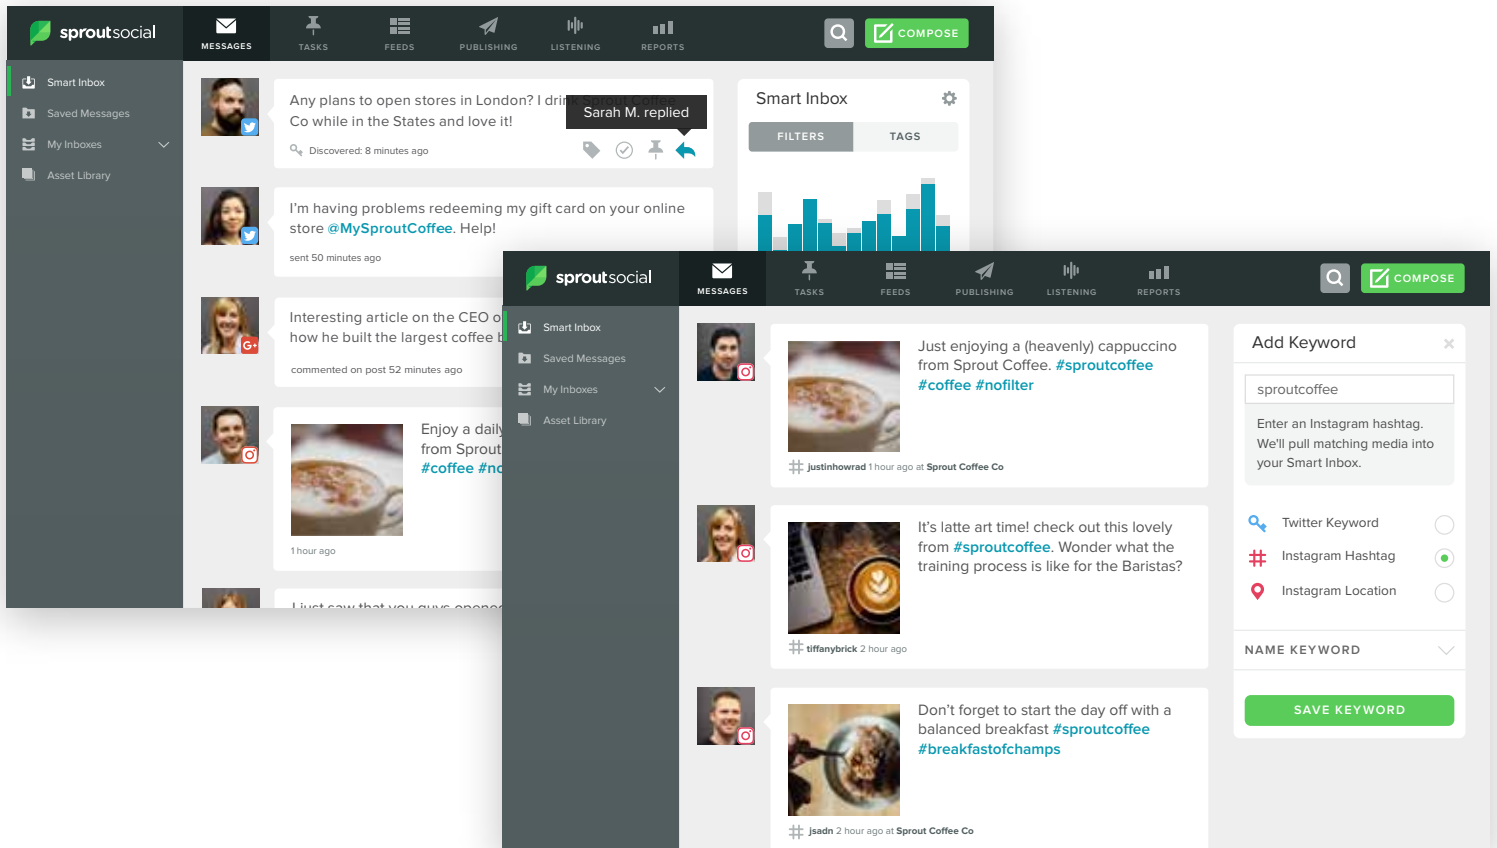 sproutsocial
MESSAGES
TASKS
FEEDS
PUBLISHING
LISTENING
REPORTS
COMPOSE
Smart Inbox
Saved Messages
My Inboxes
Asset Library
Any plans to open stores in London? I drink Sprout Coffee
Co while in the States and love it!
Sarah M. replied
Discovered: 8 minutes ago
I'm having problems redeeming my gift card on your online
store @MySproutCoffee. Help!
sent 50 minutes ago
Interesting article on the CEO
how he built the largest coffee
commented on post 52 minutes ago
Enjoy a daily
from Sprout
#coffee
1 hour ago
I just saw that you guys opened
Smart Inbox
FILTERS
TAGS
sproutsocial
MESSAGES
TASKS
FEEDS
PUBLISHING
LISTENING
REPORTS
COMPOSE
Smart Inbox
Saved Messages
My Inboxes
Asset Library
Just enjoying a (heavenly) cappuccino
from Sprout Coffee. #sproutcoffee
#coffee #nofilter
justinhowrad 1 hour ago at Sprout Coffee Co
It's latte art time! check out this lovely
from #sproutcoffee. Wonder what the
training process is like for the Baristas?
tiffanybrick 2 hour ago
Don't forget to start the day off with a
balanced breakfast #sproutcoffee
#breakfastofchamps
jsadn 2 hour ago at Sprout Coffee Co
Add Keyword
sproutcoffee
Enter an Instagram hashtag.
We'll pull matching media into
your Smart Inbox.
Twitter Keyword
Instagram Hashtag
Instagram Location
NAME KEYWORD
SAVE KEYWORD